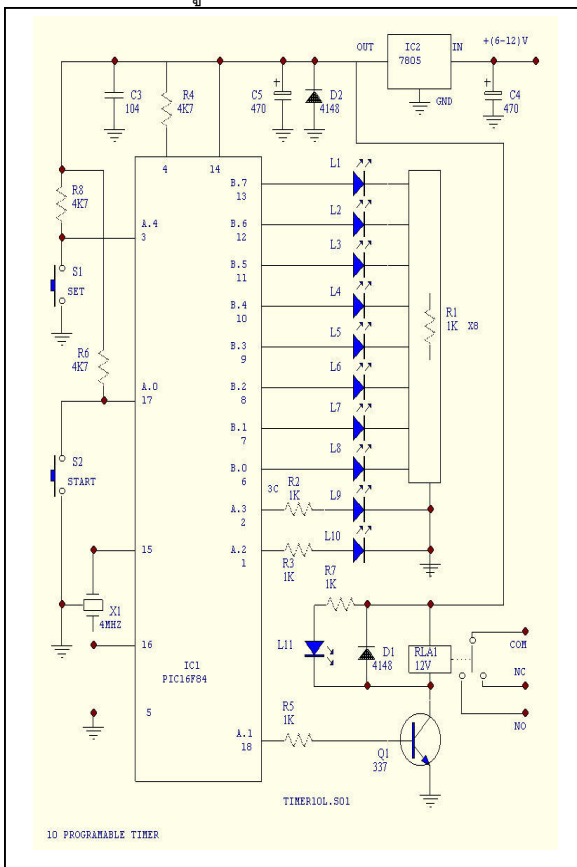 OUT IC2 IN +(6-12)V
7805
GND
C3
104
R4
4K7
C5
470
D2
4148
C4
470
4
14
R8
4K7
A.4
3
S1
SET
R6
4K7
A.0
17
S2
START
15
X1
4MHZ
16
IC1
PIC16F84
5
B.7
13
B.6
12
B.5
11
B.4
10
B.3
9
B.2
8
B.1
7
B.0
6
A.3
2
A.2
1
A.1
18
L1
L2
L3
L4
L5
L6
L7
L8
L9
L10
R1
1K X8
3C
R2
1K
R3
1K
R7
1K
L11
D1
4148
RLA1
12V
COM
NC
NO
R5
1K
Q1
337
TIMER10L.S01
10 PROGRAMABLE TIMER